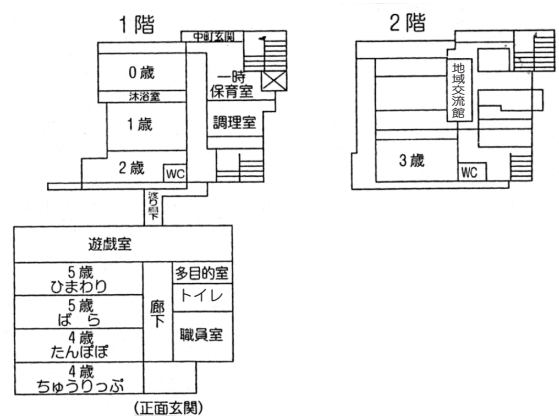 1階
中町玄関
0歳
一時
保育室
沐浴室
1歳
調理室
2歳
WC
渡り廊下
遊戯室
5歳
ひまわり
多目的室
トイレ
5歳
ばら
廊下
職員室
4歳
たんぽぽ
4歳
ちゅうりっぷ
(正面玄関)
2階
地域交流館
3歳
WC